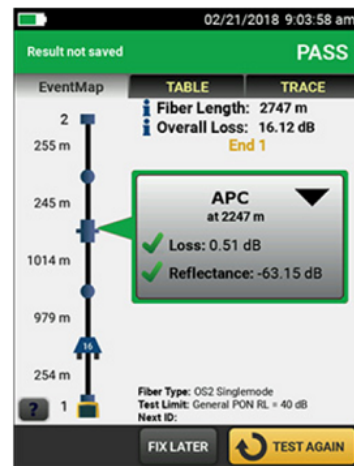 02/21/2018 9:03:58 am
Result not saved PASS
EventMap TABLE TRACE
Fiber Length: 2747 m
Overall Loss: 16.12 dB
End 1
2
255 m
245 m
APC
at 2247 m
Loss: 0.51 dB
Reflectance: -63.15 dB
1014 m
979 m
16
254 m
? 1
Fiber Type: OS2 Singlemode
Test Limit: General PON RL = 40 dB
Next ID:
FIX LATER TEST AGAIN